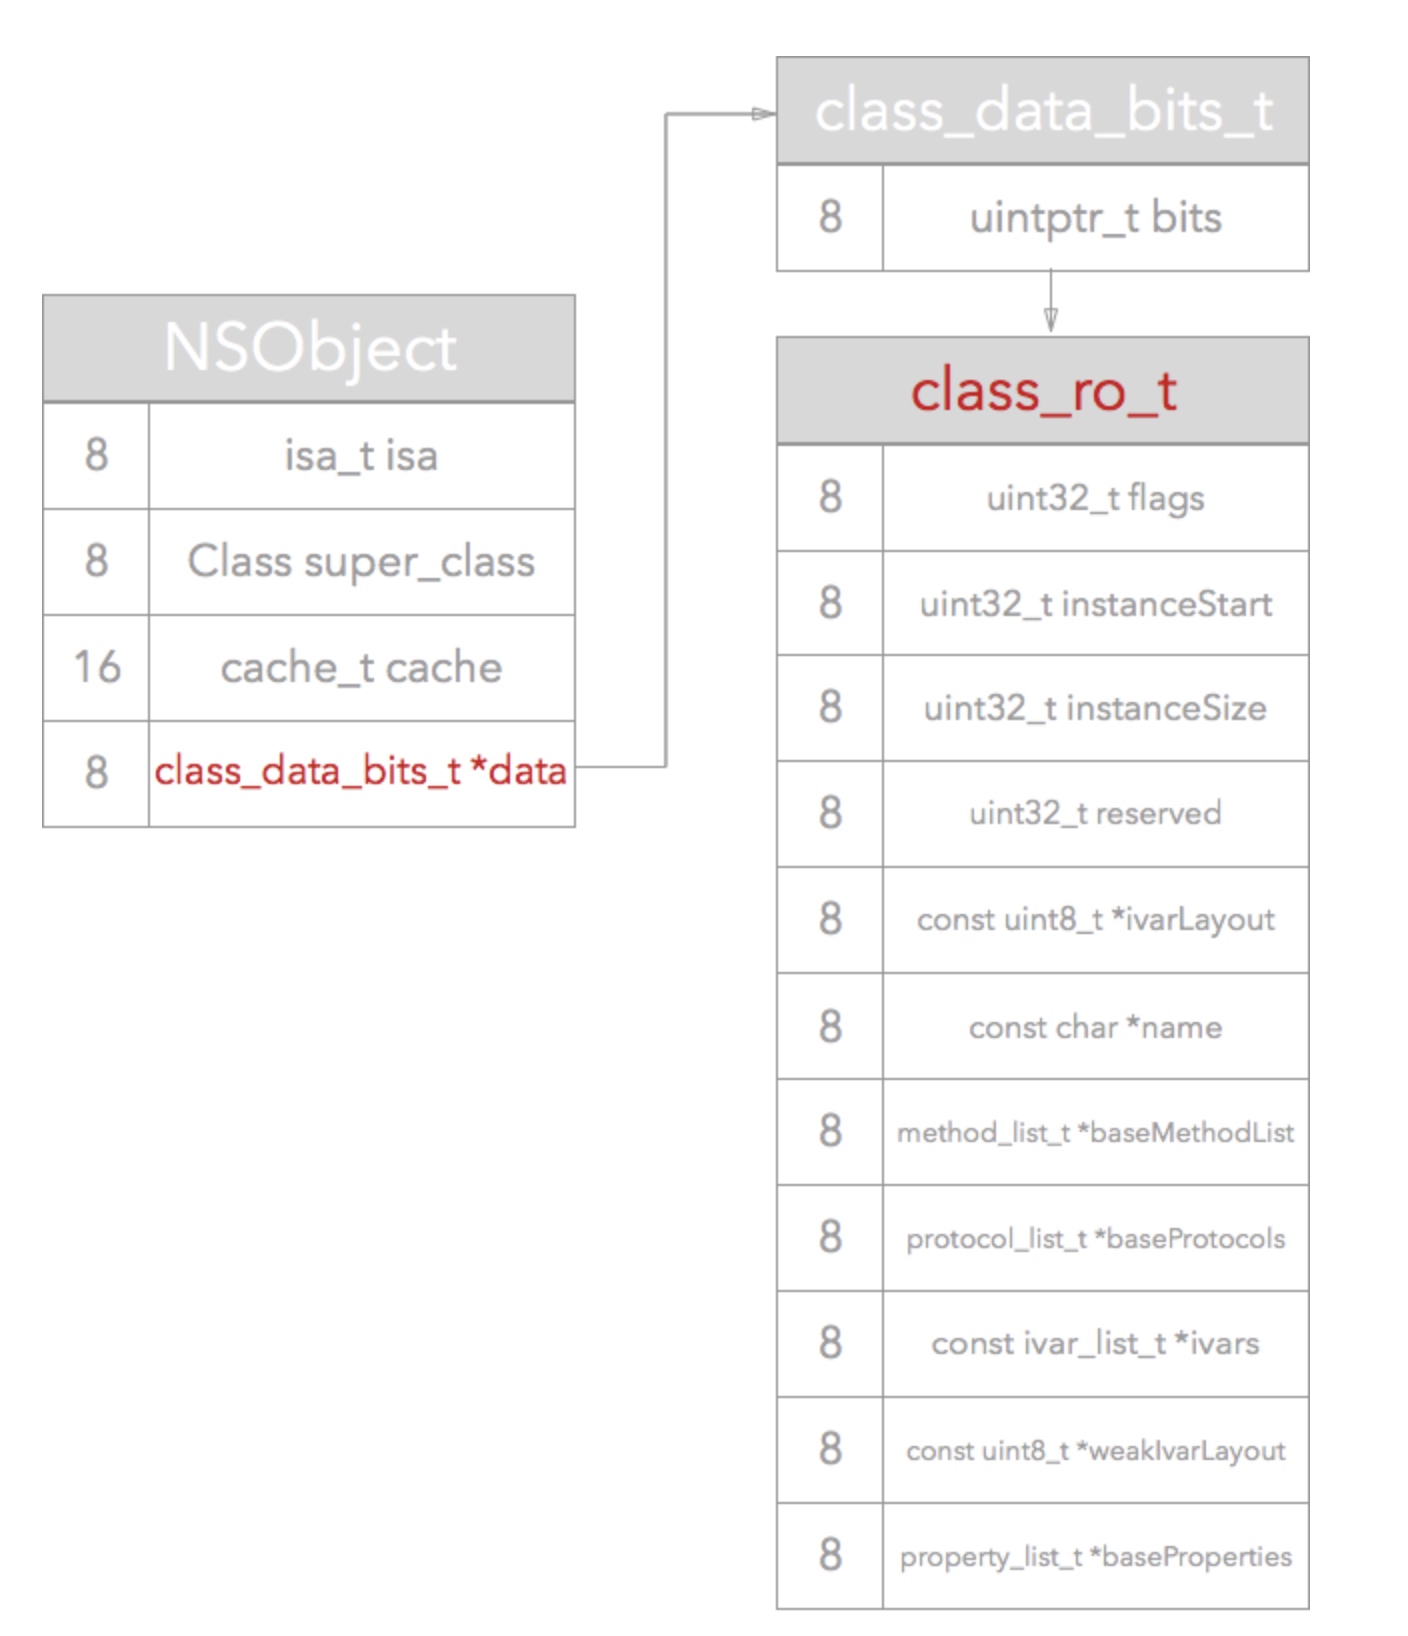 NSObject
8 isa_t isa
8 Class super_class
16 cache_t cache
8 class_data_bits_t *data
class_data_bits_t
8 uintptr_t bits
class_ro_t
8 uint32_t flags
8 uint32_t instanceStart
8 uint32_t instanceSize
8 uint32_t reserved
8 const uint8_t *ivarLayout
8 const char *name
8 method_list_t *baseMethodList
8 protocol_list_t *baseProtocols
8 const ivar_list_t *ivars
8 const uint8_t *weakIvarLayout
8 property_list_t *baseProperties